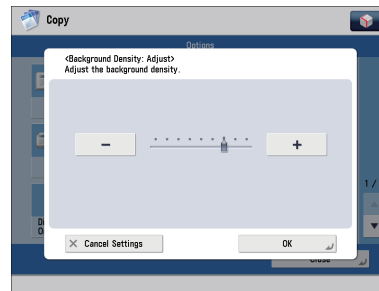 Copy
Options
<Background Density: Adjust>
Adjust the background density.
−
+
1/
Cancel Settings
OK
Close